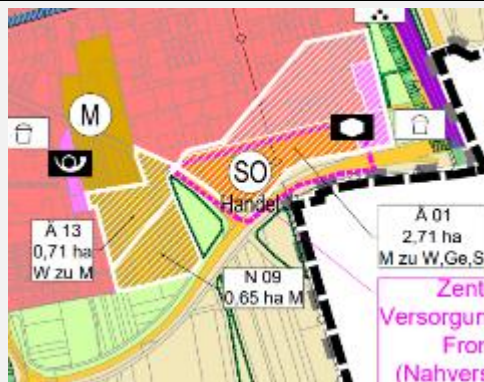 M
SO
Handel
Ä 13
0,71 ha
W zu M
N 09
0,65 ha M
Ä 01
2,71 ha
M zu W,Ge,S
Zent
Versorgun
Fron
(Nahvers